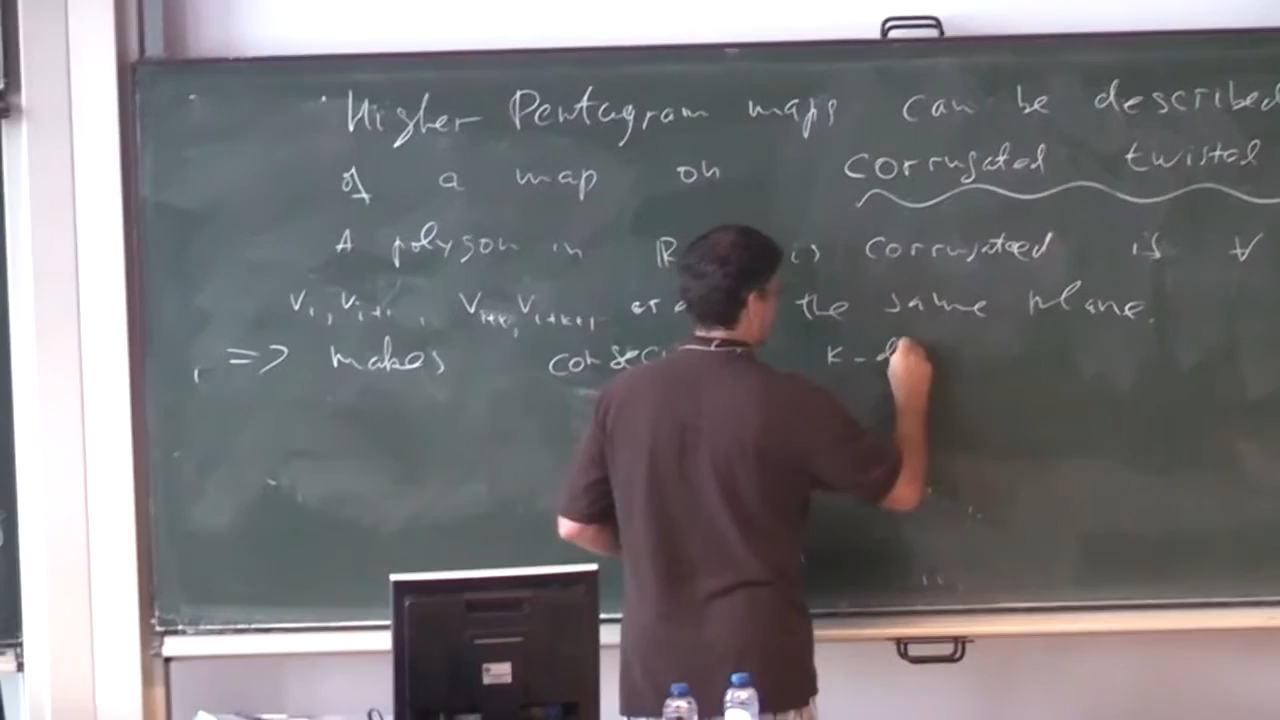 Higher Pentagram maps can be described
of a map on corrugated twisted
A polygon in is corrugated if ∀
V_i, V_{i+1}, V_{i+k}, V_{i+k+1} the same plane.
=> makes k-d